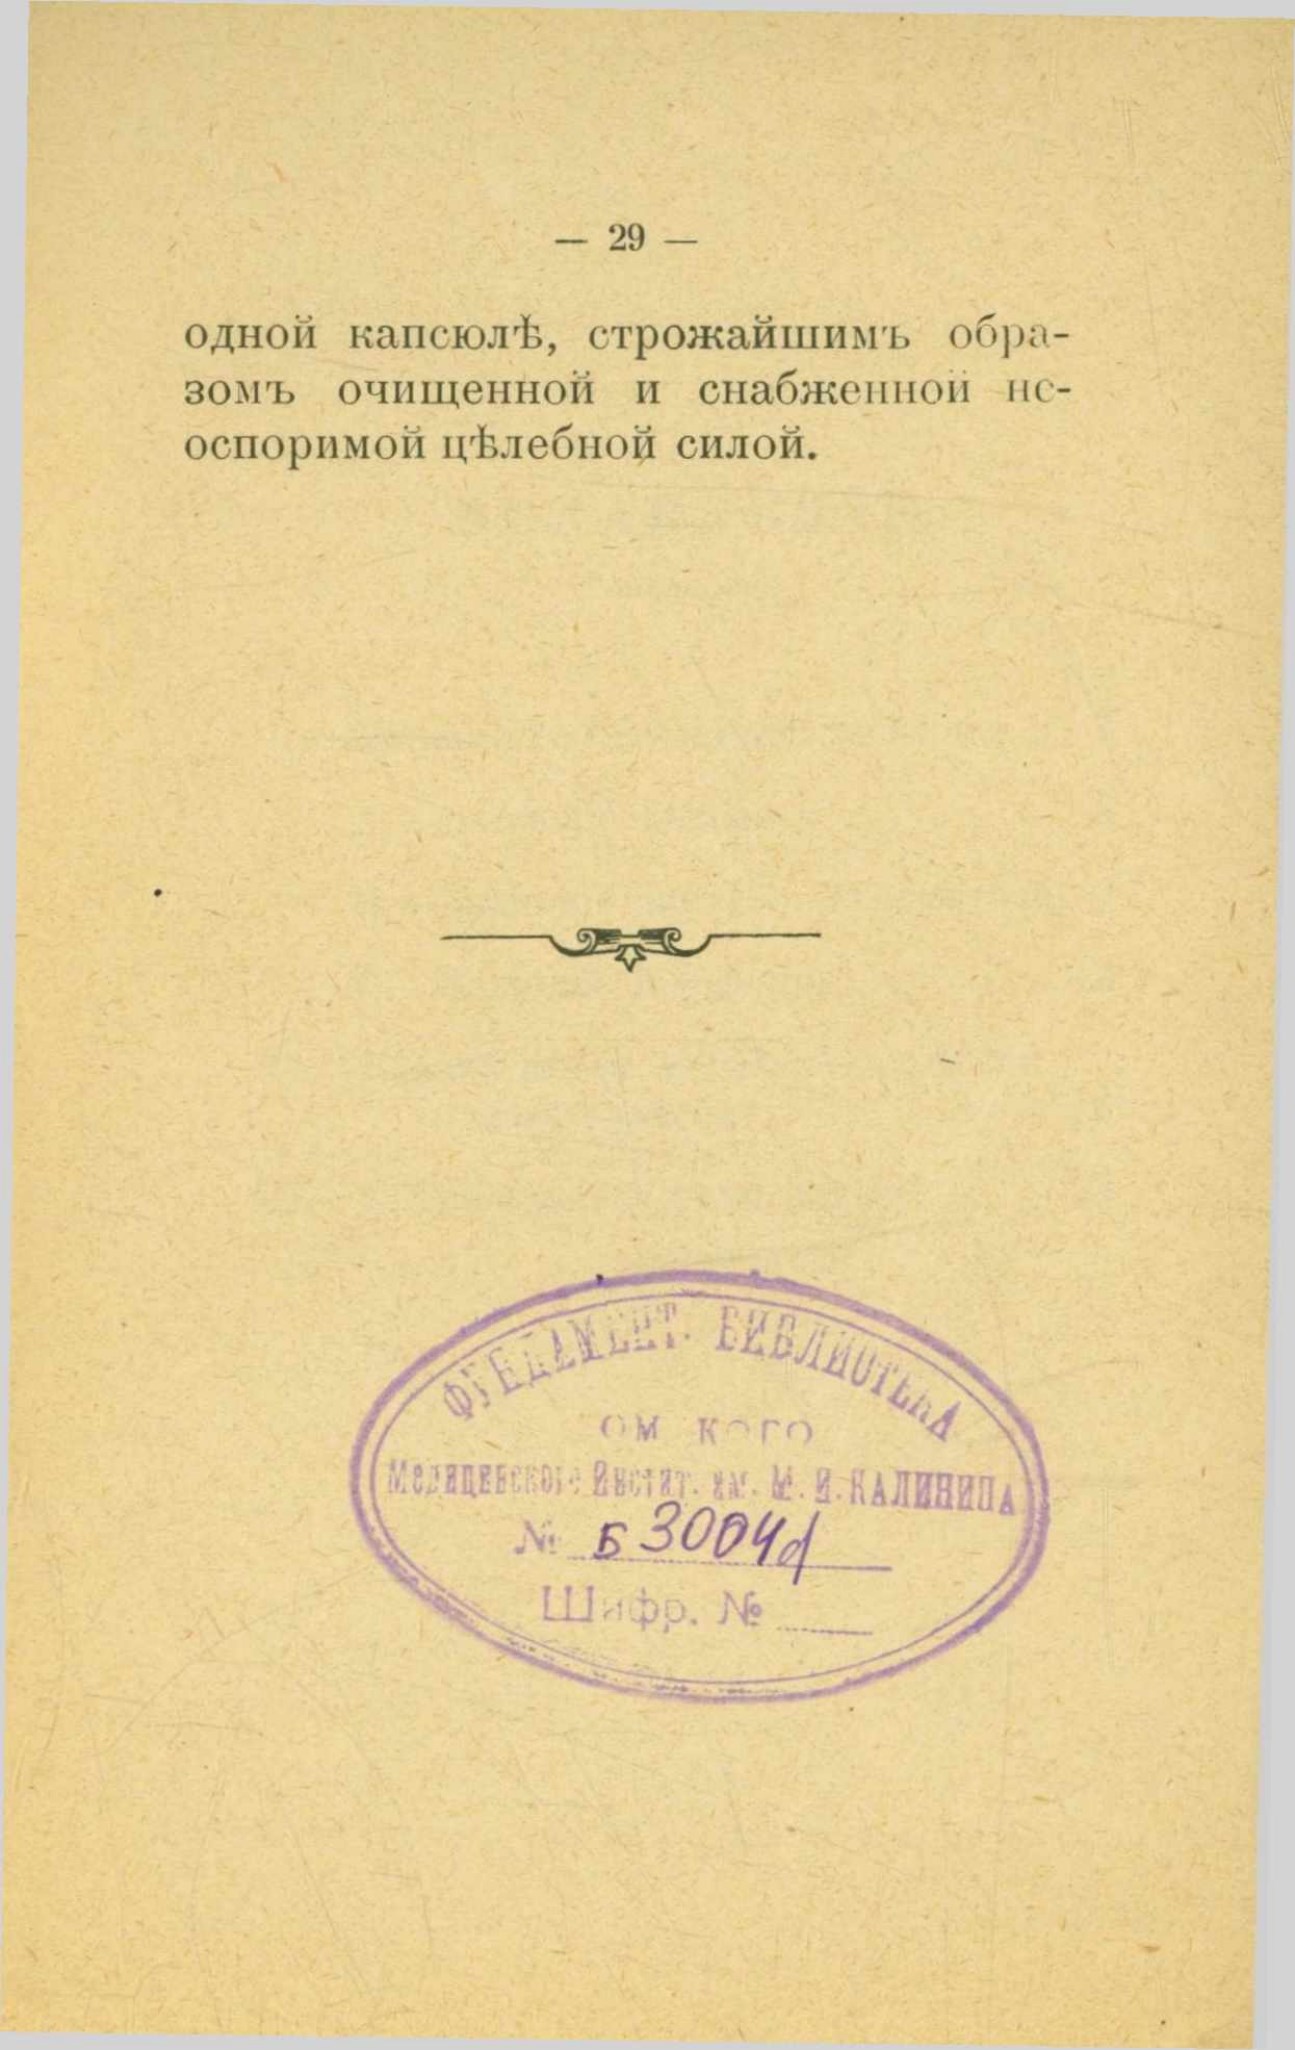 — 29 —
одной капсюлѣ, строжайшимъ обра-
зомъ очищенной и снабженной не-
оспоримой цѣлебной силой.
ФУНДАМЕНТ. БИБЛИОТЕКА
Медицинского Инстит. им. М. И. КАЛИНИНА
№ Б 30041
Шифр. №